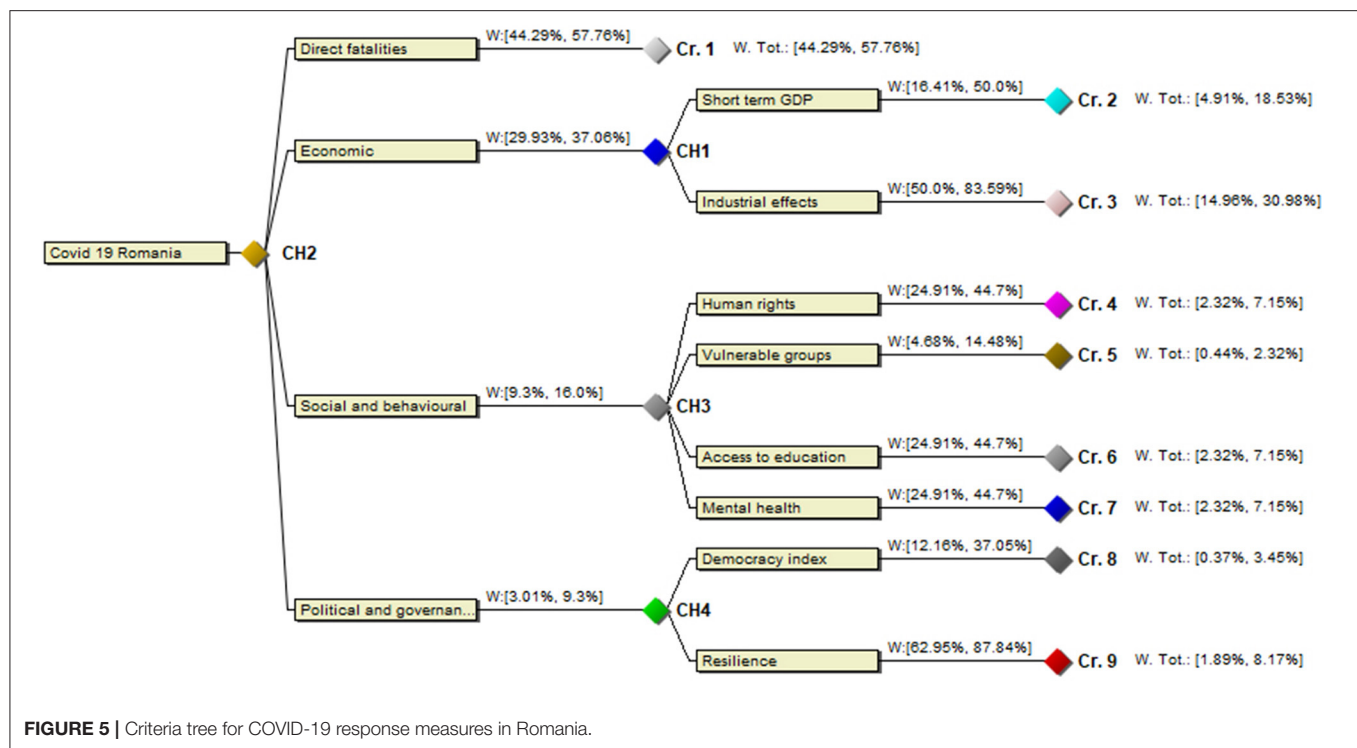 Direct fatalities W:[44.29%, 57.76%] Cr. 1 W. Tot.: [44.29%, 57.76%]
Short term GDP W:[16.41%, 50.0%] Cr. 2 W. Tot.: [4.91%, 18.53%]
Economic W:[29.93%, 37.06%] CH1
Industrial effects W:[50.0%, 83.59%] Cr. 3 W. Tot.: [14.96%, 30.98%]
Covid 19 Romania CH2
Human rights W:[24.91%, 44.7%] Cr. 4 W. Tot.: [2.32%, 7.15%]
Vulnerable groups W:[4.68%, 14.48%] Cr. 5 W. Tot.: [0.44%, 2.32%]
Social and behavioural W:[9.3%, 16.0%] CH3
Access to education W:[24.91%, 44.7%] Cr. 6 W. Tot.: [2.32%, 7.15%]
Mental health W:[24.91%, 44.7%] Cr. 7 W. Tot.: [2.32%, 7.15%]
Democracy index W:[12.16%, 37.05%] Cr. 8 W. Tot.: [0.37%, 3.45%]
Political and governan... W:[3.01%, 9.3%] CH4
Resilience W:[62.95%, 87.84%] Cr. 9 W. Tot.: [1.89%, 8.17%]
FIGURE 5 | Criteria tree for COVID-19 response measures in Romania.